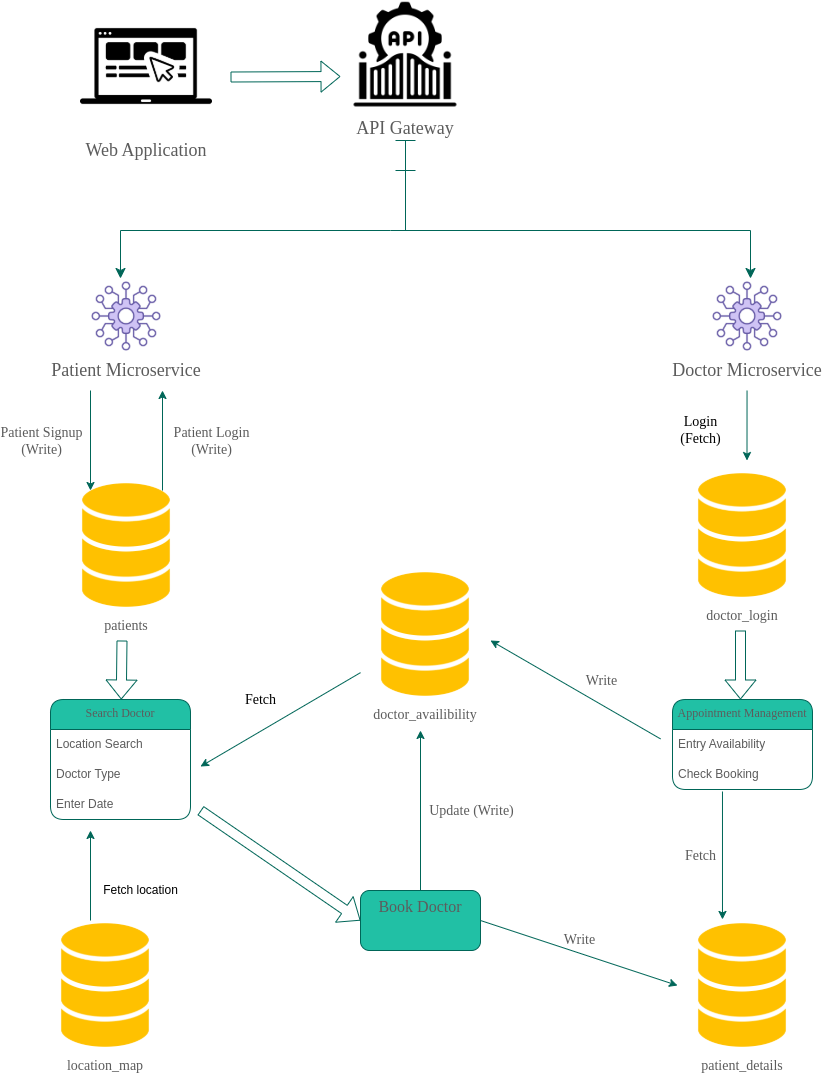 API
API Gateway
Web Application
Patient Microservice
Doctor Microservice
Patient Signup
(Write)
Patient Login
(Write)
Login
(Fetch)
patients
doctor_login
Fetch
Write
doctor_availibility
Search Doctor
Location Search
Doctor Type
Enter Date
Appointment Management
Entry Availability
Check Booking
Update (Write)
Fetch
Fetch location
Book Doctor
Write
location_map
patient_details